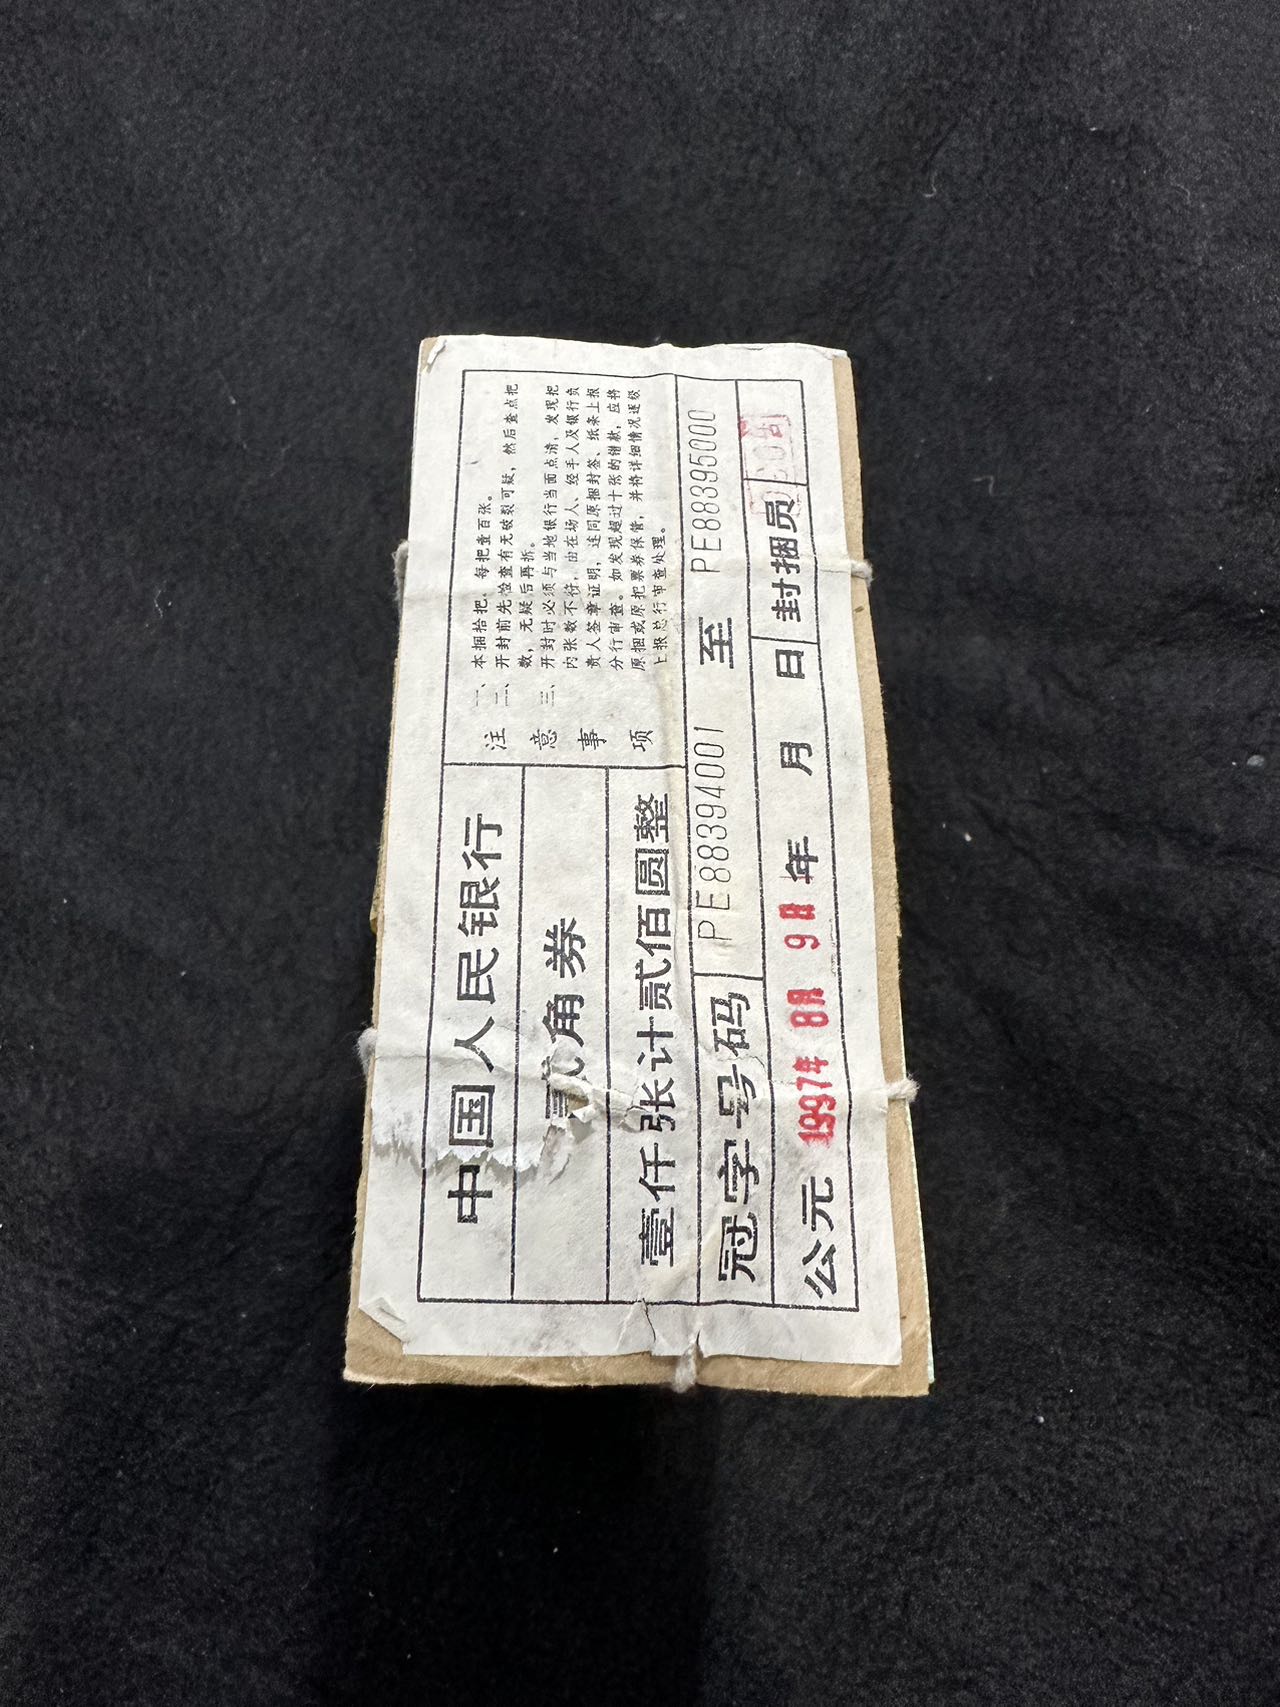 中国人民银行
贰角券
壹仟张计贰佰圆整
注意事项
一、本捆拾把，每把壹百张。
二、开封前先检查有无破裂可疑，然后查点把
数，无疑后再拆。
三、开封时必须与当地银行当面点清，发现把
内张数不符，由在场人、经手人及银行负
责人签章证明，连同原捆封签、纸条上报
分行审查。如发现超过十张的错款，应将
原捆或原把票券保管，并将详细情况逐级
上报总行审查处理。
冠字号码 PE88394001 至 PE88395000
公元 1997年 8月 9日 年 月 日 封捆员